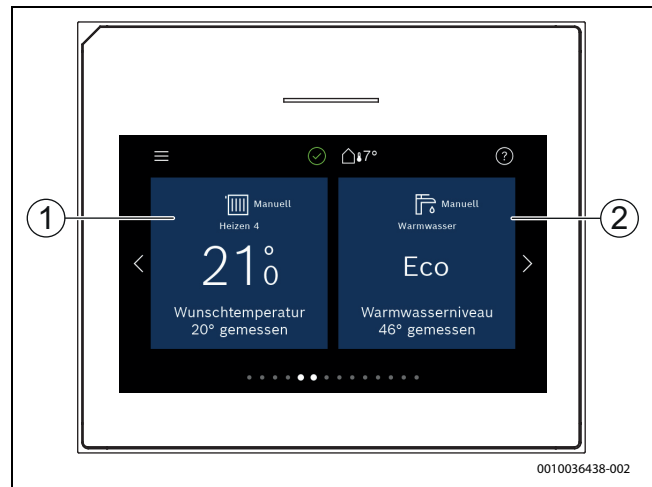 7°
?
Manuell
Heizen 4
21°0
Wunschtemperatur
20° gemessen
Manuell
Warmwasser
Eco
Warmwasserniveau
46° gemessen
1
2
0010036438-002